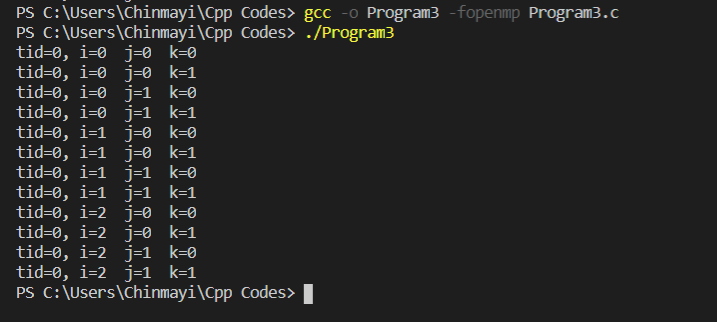 PS C:\Users\Chinmayi\Cpp Codes> gcc -o Program3 -fopenmp Program3.c
PS C:\Users\Chinmayi\Cpp Codes> ./Program3
tid=0, i=0  j=0  k=0
tid=0, i=0  j=0  k=1
tid=0, i=0  j=1  k=0
tid=0, i=0  j=1  k=1
tid=0, i=1  j=0  k=0
tid=0, i=1  j=0  k=1
tid=0, i=1  j=1  k=0
tid=0, i=1  j=1  k=1
tid=0, i=2  j=0  k=0
tid=0, i=2  j=0  k=1
tid=0, i=2  j=1  k=0
tid=0, i=2  j=1  k=1
PS C:\Users\Chinmayi\Cpp Codes>